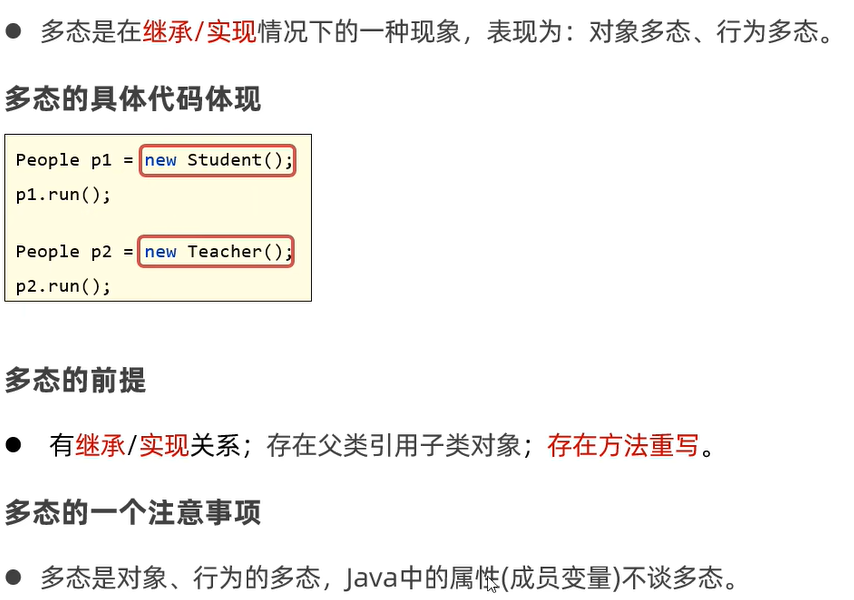 ● 多态是在继承/实现情况下的一种现象，表现为：对象多态、行为多态。
多态的具体代码体现
People p1 = new Student();
p1.run();
People p2 = new Teacher();
p2.run();
多态的前提
● 有继承/实现关系；存在父类引用子类对象；存在方法重写。
多态的一个注意事项
● 多态是对象、行为的多态，Java中的属性(成员变量)不谈多态。